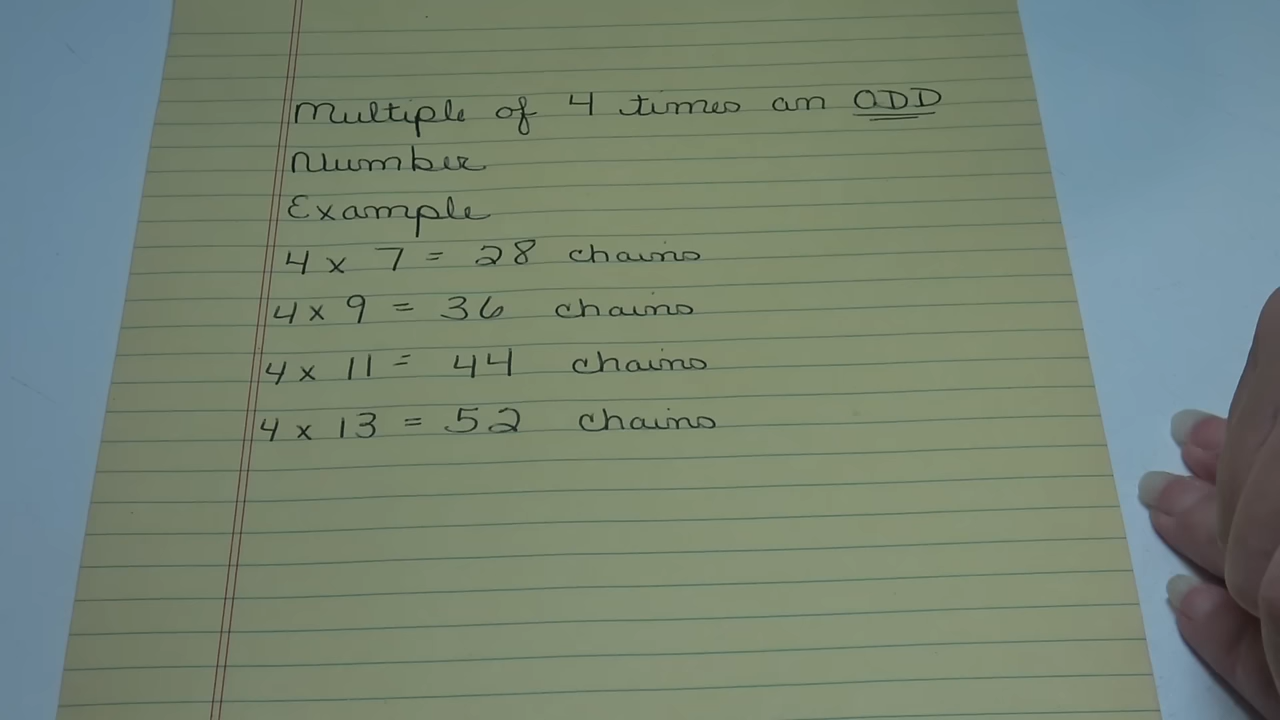 Multiple of 4 times an ODD
Number
Example
4 x 7 = 28 chains
4 x 9 = 36 chains
4 x 11 = 44 chains
4 x 13 = 52 chains